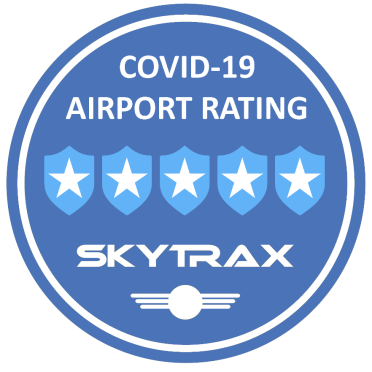 COVID-19
AIRPORT RATING
SKYTRAX